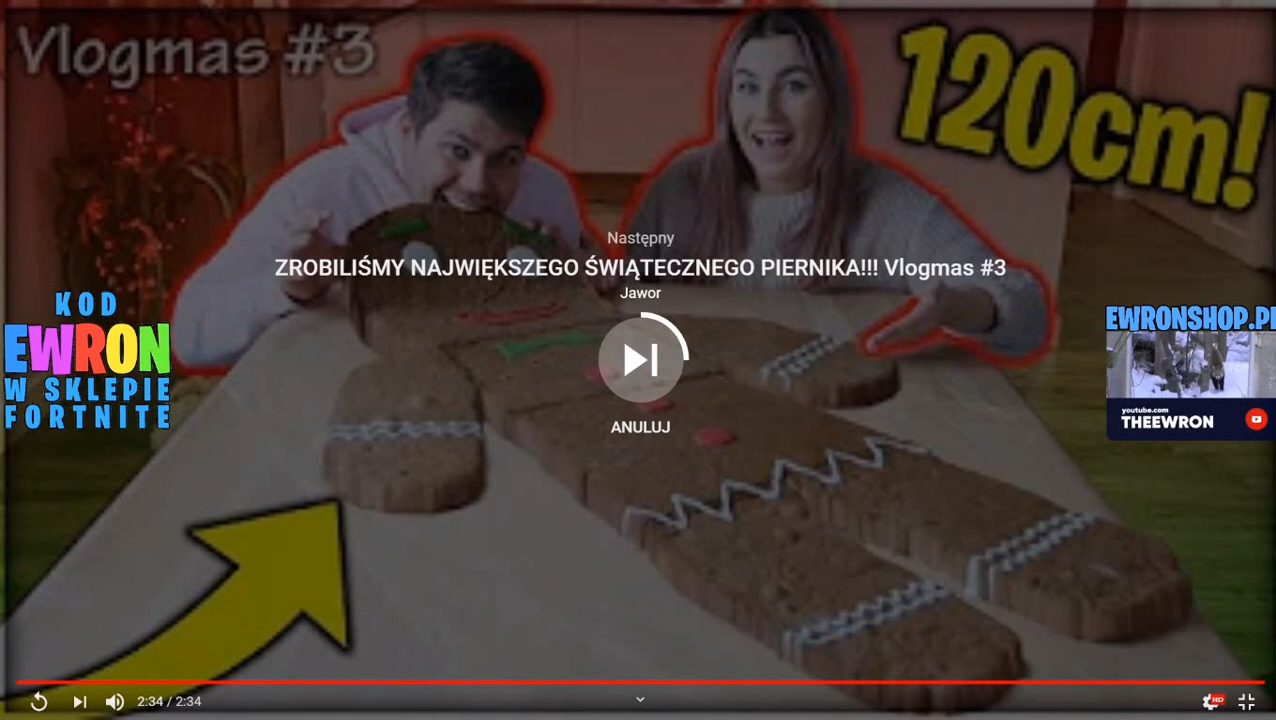 Vlogmas #3
120cm!
Następny
ZROBILIŚMY NAJWIĘKSZEGO ŚWIĄTECZNEGO PIERNIKA!!! Vlogmas #3
Jawor
KOD
EWRON
W SKLEPIE
FORTNITE
EWRONSHOP.PL
youtube.com
THEEWRON
ANULUJ
2:34 / 2:34
HD